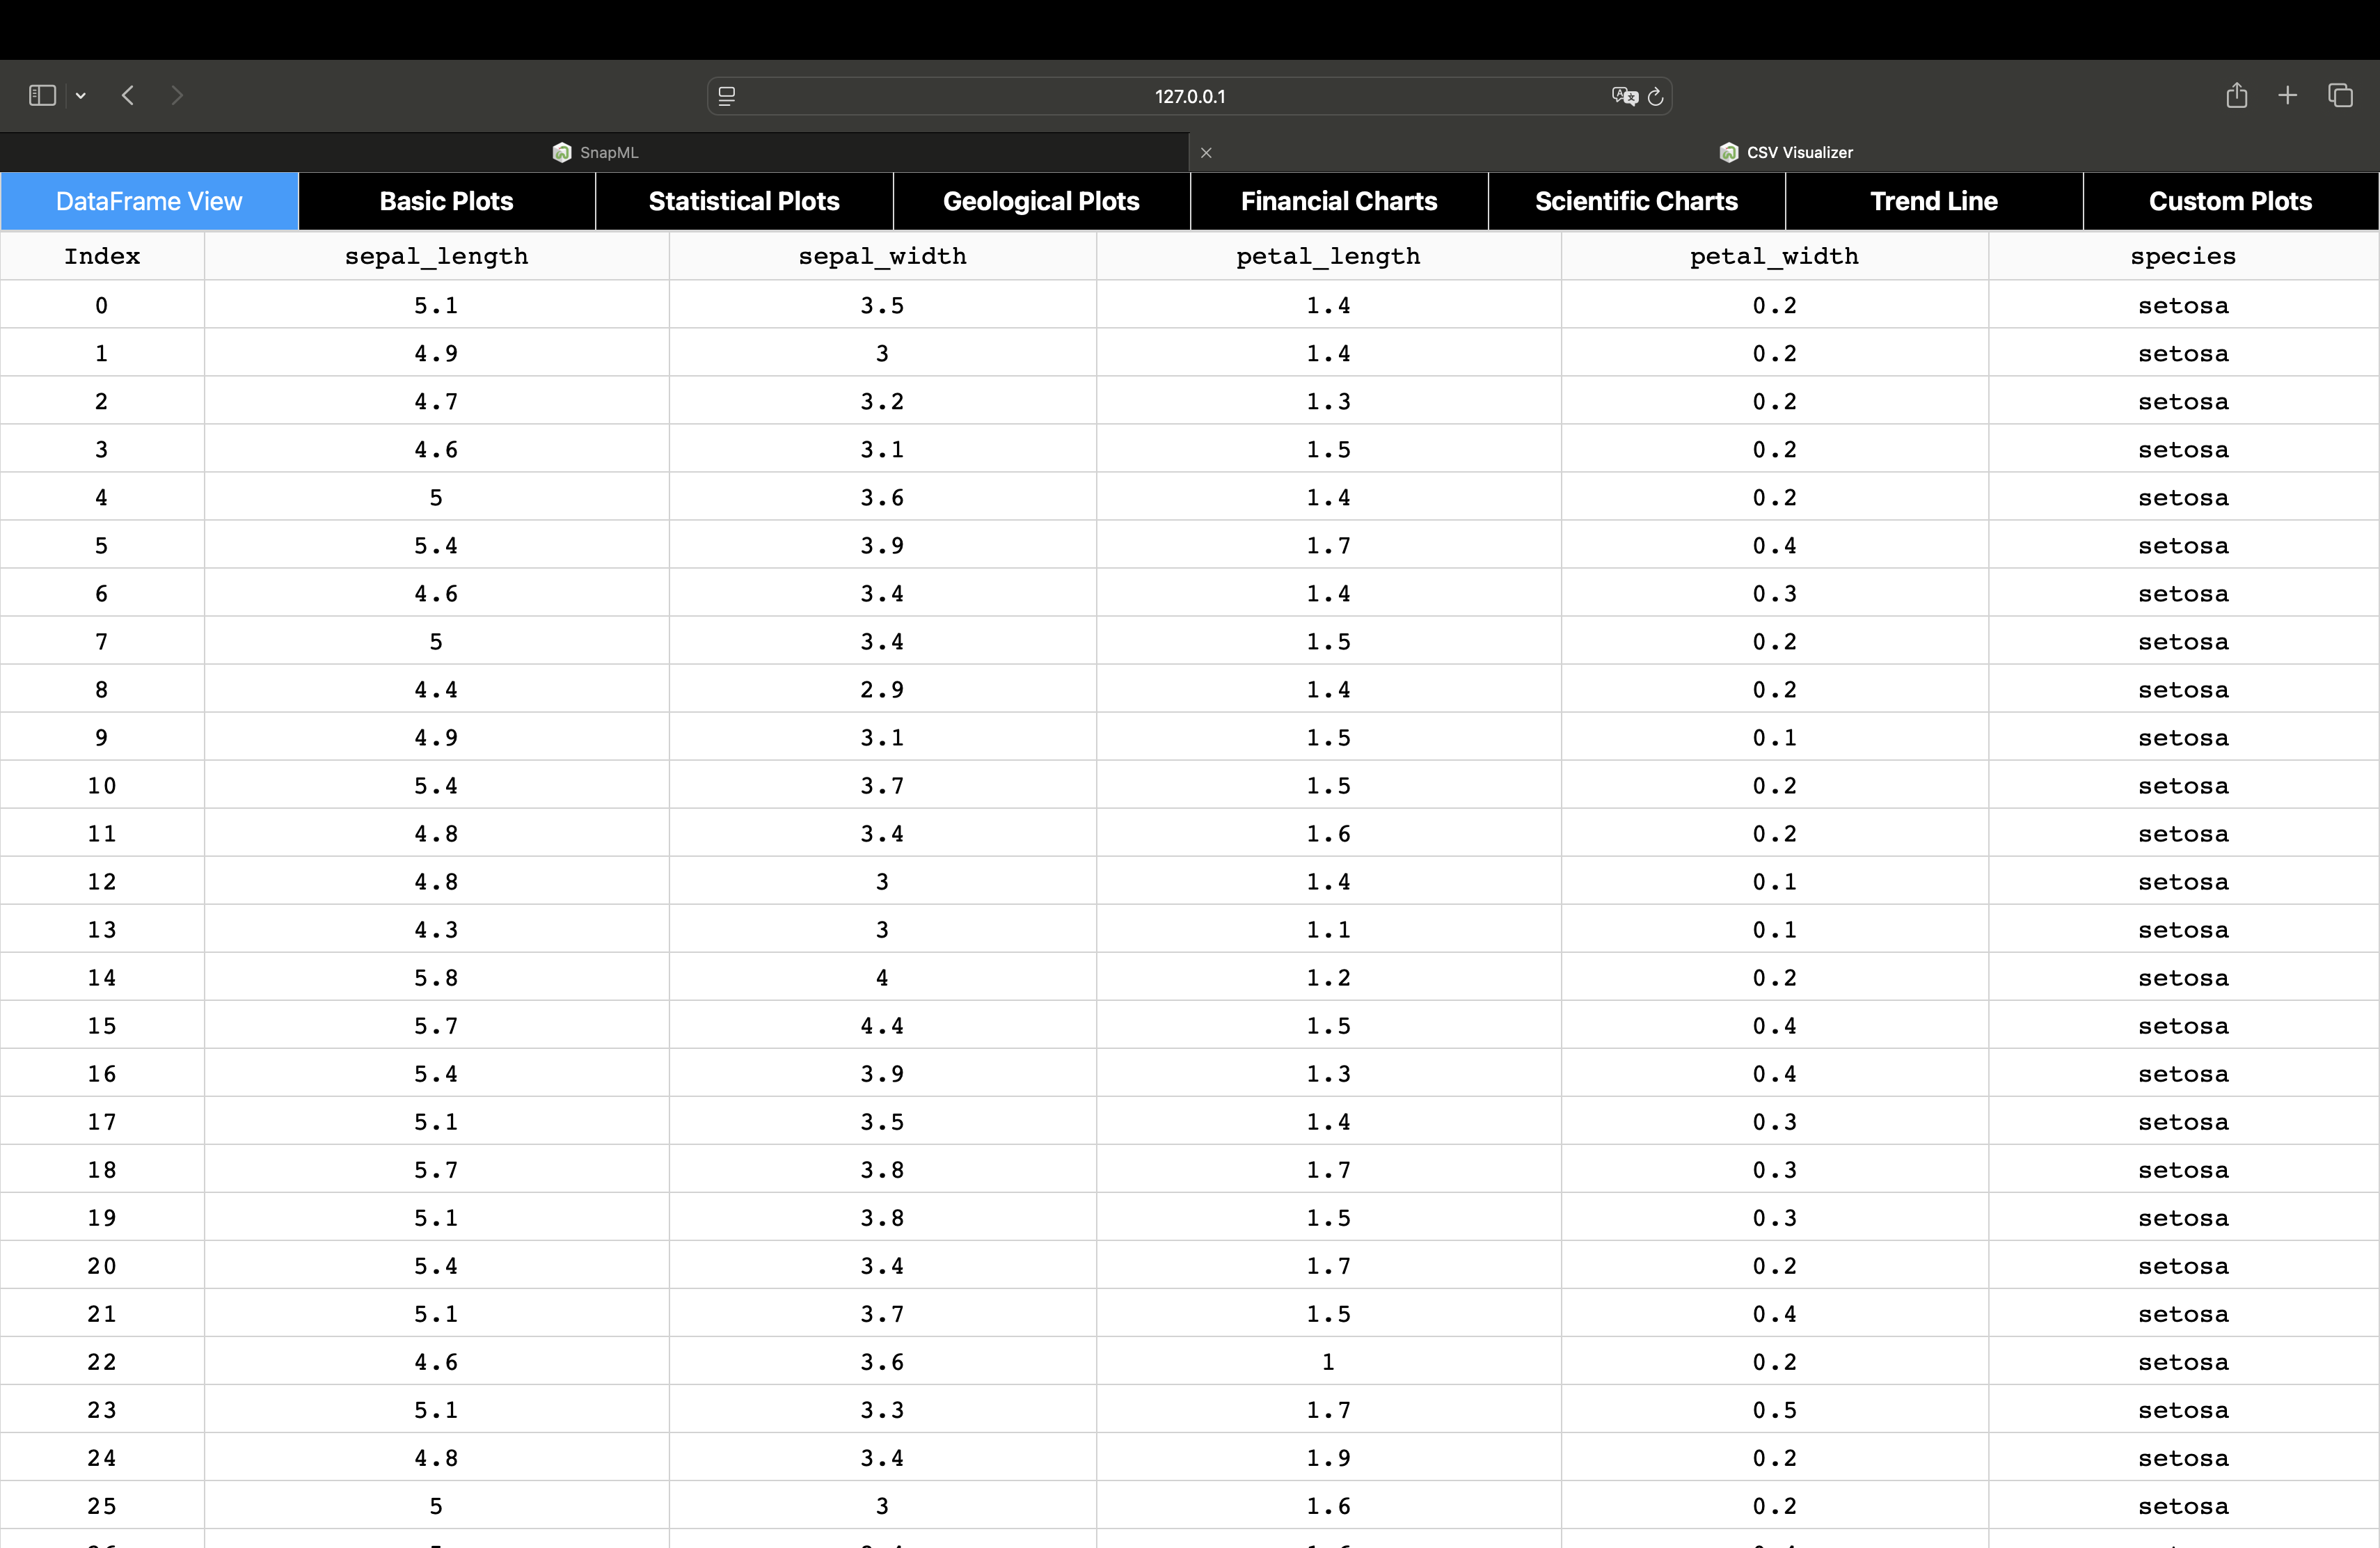 127.0.0.1
SnapML CSV Visualizer
DataFrame View Basic Plots Statistical Plots Geological Plots Financial Charts Scientific Charts Trend Line Custom Plots
Index sepal_length sepal_width petal_length petal_width species
0 5.1 3.5 1.4 0.2 setosa
1 4.9 3 1.4 0.2 setosa
2 4.7 3.2 1.3 0.2 setosa
3 4.6 3.1 1.5 0.2 setosa
4 5 3.6 1.4 0.2 setosa
5 5.4 3.9 1.7 0.4 setosa
6 4.6 3.4 1.4 0.3 setosa
7 5 3.4 1.5 0.2 setosa
8 4.4 2.9 1.4 0.2 setosa
9 4.9 3.1 1.5 0.1 setosa
10 5.4 3.7 1.5 0.2 setosa
11 4.8 3.4 1.6 0.2 setosa
12 4.8 3 1.4 0.1 setosa
13 4.3 3 1.1 0.1 setosa
14 5.8 4 1.2 0.2 setosa
15 5.7 4.4 1.5 0.4 setosa
16 5.4 3.9 1.3 0.4 setosa
17 5.1 3.5 1.4 0.3 setosa
18 5.7 3.8 1.7 0.3 setosa
19 5.1 3.8 1.5 0.3 setosa
20 5.4 3.4 1.7 0.2 setosa
21 5.1 3.7 1.5 0.4 setosa
22 4.6 3.6 1 0.2 setosa
23 5.1 3.3 1.7 0.5 setosa
24 4.8 3.4 1.9 0.2 setosa
25 5 3 1.6 0.2 setosa